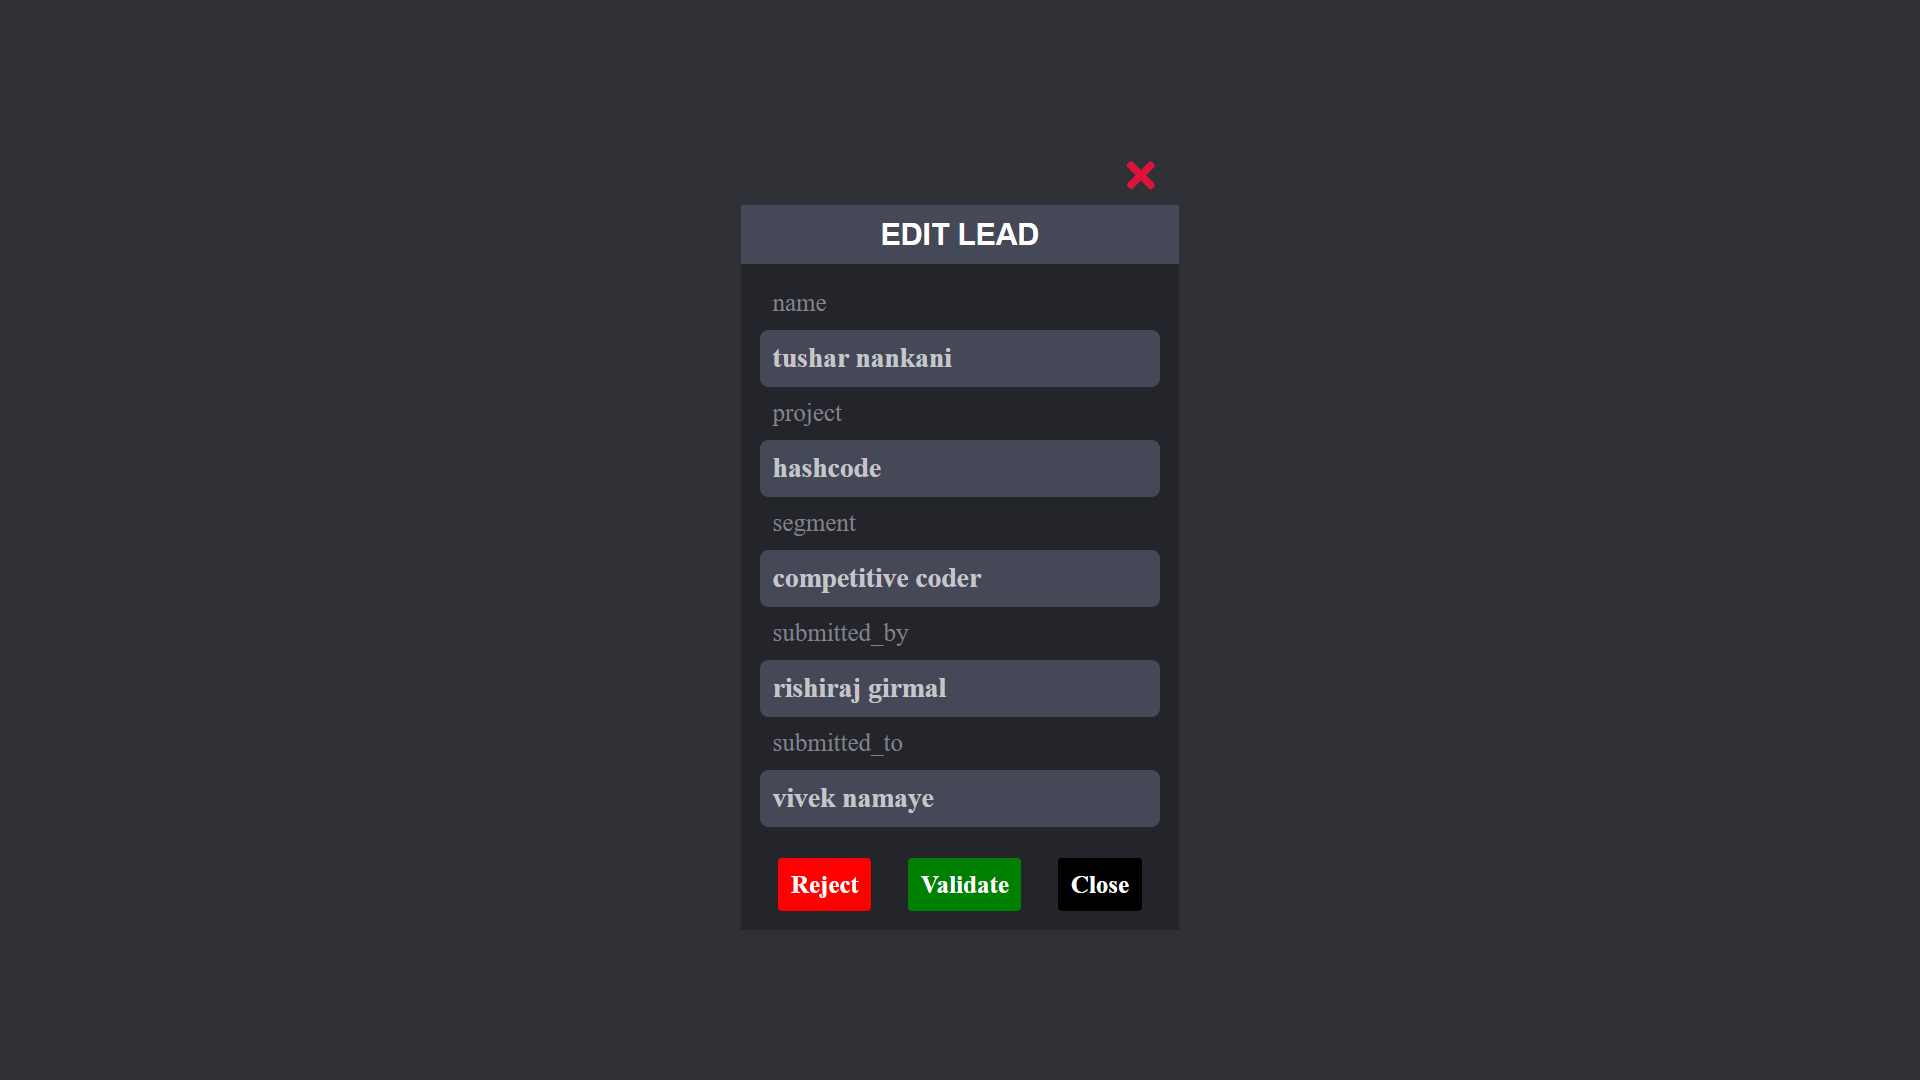 EDIT LEAD
name
tushar nankani
project
hashcode
segment
competitive coder
submitted_by
rishiraj girmal
submitted_to
vivek namaye
Reject Validate Close